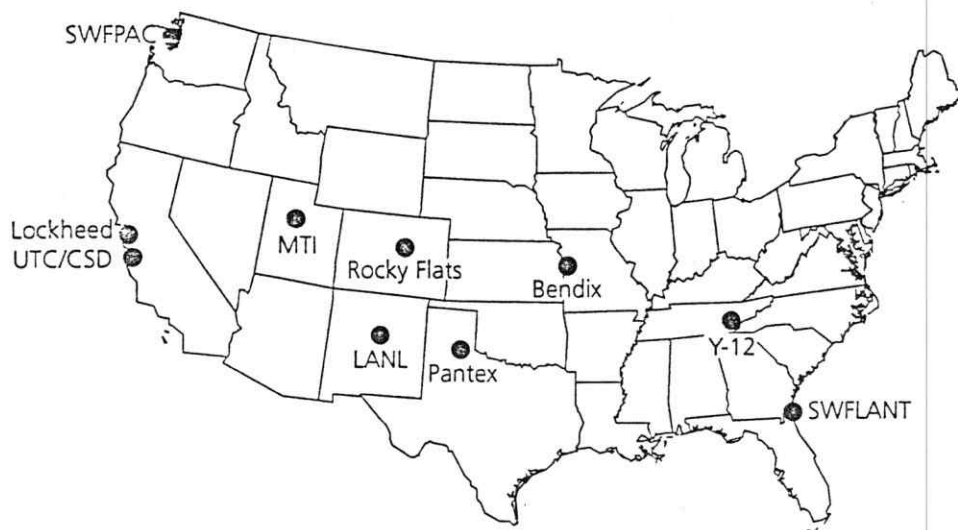 SWFPAC
Lockheed
UTC/CSD
MTI
Rocky Flats
Bendix
LANL
Pantex
Y-12
SWFLANT